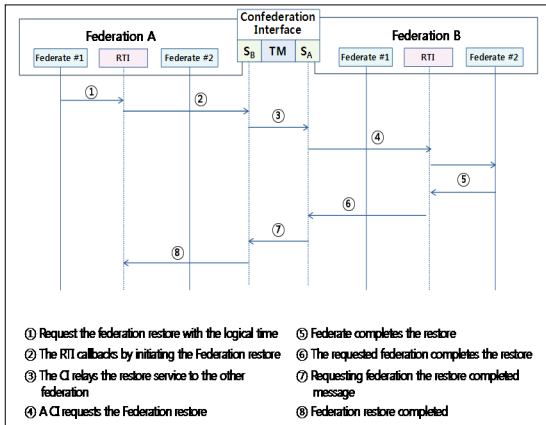 Confederation
Interface
Federation A
Federation B
Federate #1
RTI
Federate #2
S_B
TM
S_A
Federate #1
RTI
Federate #2
①
②
③
④
⑤
⑥
⑦
⑧
① Request the federation restore with the logical time
② The RTI callbacks by initiating the Federation restore
③ The CI relays the restore service to the other
federation
④ A CI requests the Federation restore
⑤ Federate completes the restore
⑥ The requested federation completes the restore
⑦ Requesting federation the restore completed
message
⑧ Federation restore completed